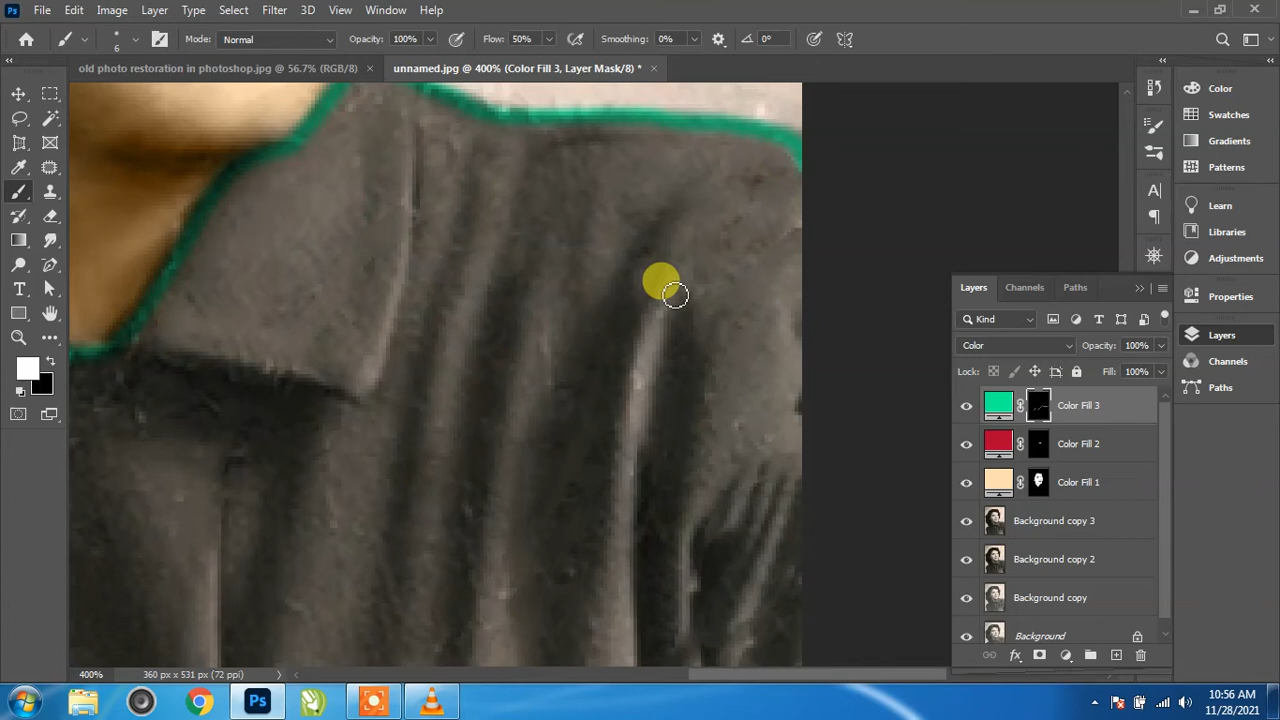 Ps File Edit Image Layer Type Select Filter 3D View Window Help
6 Mode: Normal Opacity: 100% Flow: 50% Smoothing: 0% 0°
old photo restoration in photoshop.jpg @ 56.7% (RGB/8) unnamed.jpg @ 400% (Color Fill 3, Layer Mask/8) *
Color
Swatches
Gradients
Patterns
Learn
Libraries
Adjustments
Properties
Layers
Channels
Paths
Layers Channels Paths
Kind
Color Opacity: 100%
Lock: Fill: 100%
Color Fill 3
Color Fill 2
Color Fill 1
Background copy 3
Background copy 2
Background copy
Background
fx
400% 360 px x 531 px (72 ppi)
Ps
10:56 AM
11/28/2021